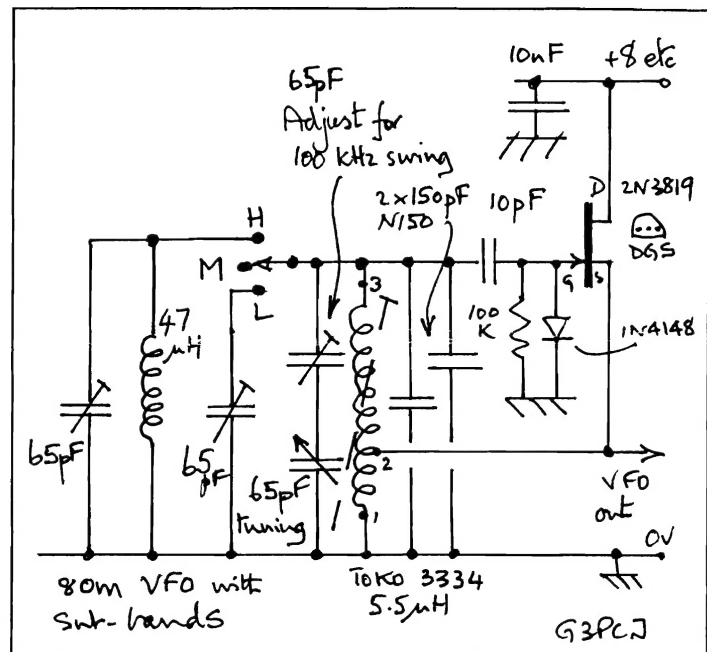 10nF
+8 etc
65pF
Adjust for
100 kHz swing
2x150pF
N150
10pF
D
2N3819
DGS
H
M
L
3
G
S
47
μH
100
K
1N4148
65pF
65
pF
65pF
tuning
2
1
VFO
out
0V
80m VFO with
Sub-bands
TOKO 3334
5.5μH
G3PCJ